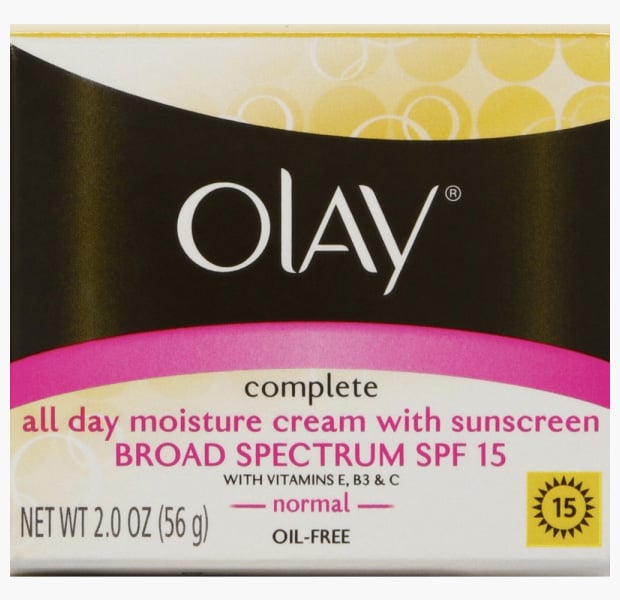 OLAY®
complete
all day moisture cream with sunscreen
BROAD SPECTRUM SPF 15
WITH VITAMINS E, B3 & C
normal
NET WT 2.0 OZ (56 g)
OIL-FREE
15